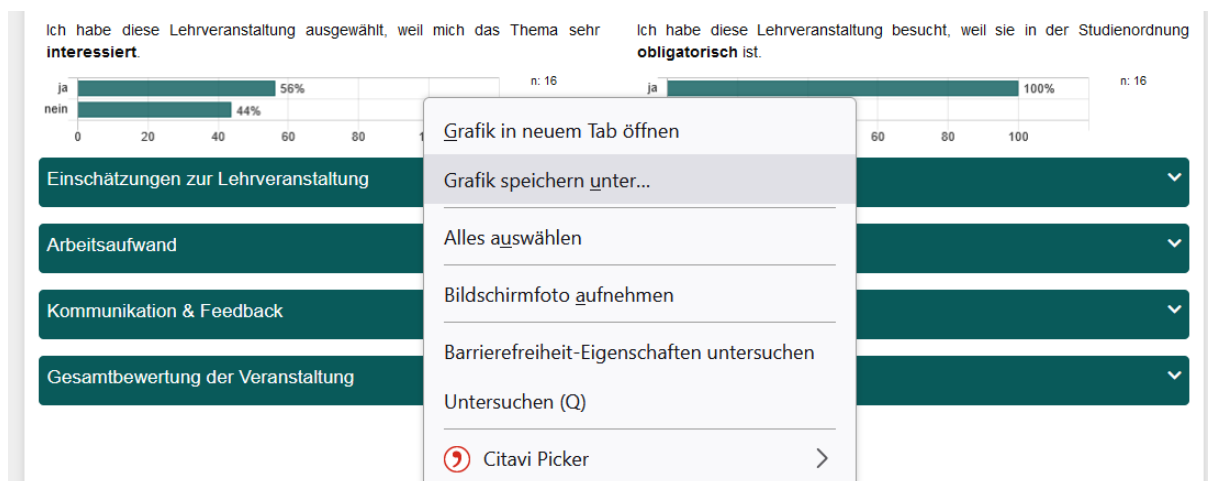 Ich habe diese Lehrveranstaltung ausgewählt, weil mich das Thema sehr
interessiert.
ja 56% n: 16
nein 44%
0 20 40 60 80 1
Ich habe diese Lehrveranstaltung besucht, weil sie in der Studienordnung
obligatorisch ist.
ja 100% n: 16
60 80 100
Einschätzungen zur Lehrveranstaltung
Arbeitsaufwand
Kommunikation & Feedback
Gesamtbewertung der Veranstaltung
Grafik in neuem Tab öffnen
Grafik speichern unter...
Alles auswählen
Bildschirmfoto aufnehmen
Barrierefreiheit-Eigenschaften untersuchen
Untersuchen (Q)
Citavi Picker